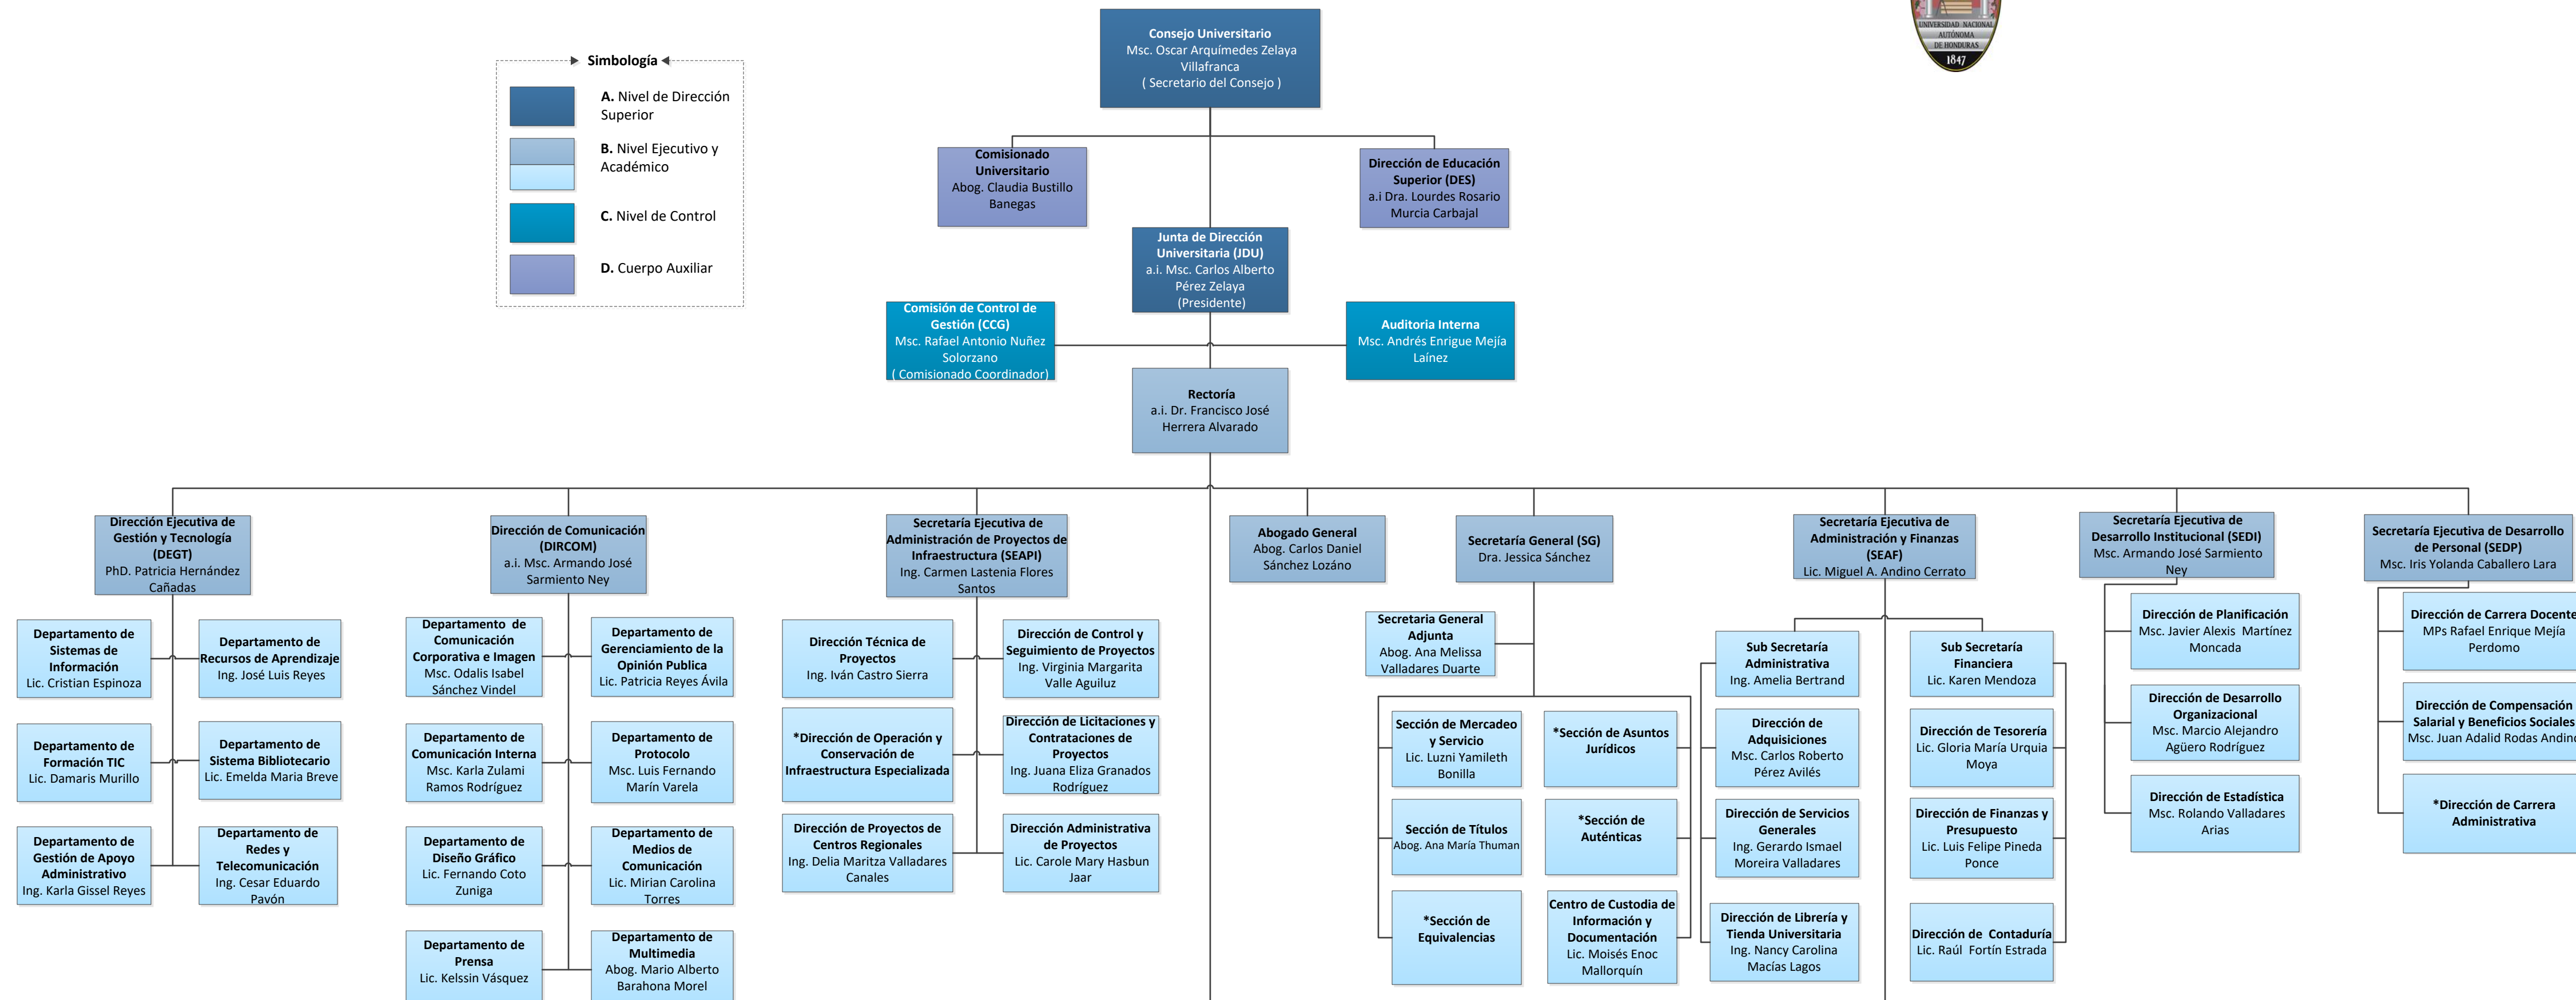 Consejo Universitario
Msc. Oscar Arquímedes Zelaya
Villafranca
( Secretario del Consejo )
UNIVERSIDAD NACIONAL
AUTÓNOMA
DE HONDURAS
1847
Simbología
A. Nivel de Dirección
Superior
B. Nivel Ejecutivo y
Académico
C. Nivel de Control
D. Cuerpo Auxiliar
Comisionado
Universitario
Abog. Claudia Bustillo
Banegas
Dirección de Educación
Superior (DES)
a.i Dra. Lourdes Rosario
Murcia Carbajal
Junta de Dirección
Universitaria (JDU)
a.i. Msc. Carlos Alberto
Pérez Zelaya
(Presidente)
Comisión de Control de
Gestión (CCG)
Msc. Rafael Antonio Nuñez
Solorzano
( Comisionado Coordinador)
Auditoria Interna
Msc. Andrés Enrigue Mejía
Laínez
Rectoría
a.i. Dr. Francisco José
Herrera Alvarado
Dirección Ejecutiva de
Gestión y Tecnología
(DEGT)
PhD. Patricia Hernández
Cañadas
Dirección de Comunicación
(DIRCOM)
a.i. Msc. Armando José
Sarmiento Ney
Secretaría Ejecutiva de
Administración de Proyectos de
Infraestructura (SEAPI)
Ing. Carmen Lastenia Flores
Santos
Abogado General
Abog. Carlos Daniel
Sánchez Lozáno
Secretaría General (SG)
Dra. Jessica Sánchez
Secretaría Ejecutiva de
Administración y Finanzas
(SEAF)
Lic. Miguel A. Andino Cerrato
Secretaría Ejecutiva de
Desarrollo Institucional (SEDI)
Msc. Armando José Sarmiento
Ney
Secretaría Ejecutiva de Desarrollo
de Personal (SEDP)
Msc. Iris Yolanda Caballero Lara
Departamento de
Sistemas de
Información
Lic. Cristian Espinoza
Departamento de
Recursos de Aprendizaje
Ing. José Luis Reyes
Departamento de
Formación TIC
Lic. Damaris Murillo
Departamento de
Sistema Bibliotecario
Lic. Emelda Maria Breve
Departamento de
Gestión de Apoyo
Administrativo
Ing. Karla Gissel Reyes
Departamento de
Redes y
Telecomunicación
Ing. Cesar Eduardo
Pavón
Departamento de
Comunicación
Corporativa e Imagen
Msc. Odalis Isabel
Sánchez Vindel
Departamento de
Gerenciamiento de la
Opinión Publica
Lic. Patricia Reyes Ávila
Departamento de
Comunicación Interna
Msc. Karla Zulami
Ramos Rodríguez
Departamento de
Protocolo
Msc. Luis Fernando
Marín Varela
Departamento de
Diseño Gráfico
Lic. Fernando Coto
Zuniga
Departamento de
Medios de
Comunicación
Lic. Mirian Carolina
Torres
Departamento de
Prensa
Lic. Kelssin Vásquez
Departamento de
Multimedia
Abog. Mario Alberto
Barahona Morel
Dirección Técnica de
Proyectos
Ing. Iván Castro Sierra
Dirección de Control y
Seguimiento de Proyectos
Ing. Virginia Margarita
Valle Aguiluz
*Dirección de Operación y
Conservación de
Infraestructura Especializada
Dirección de Licitaciones y
Contrataciones de
Proyectos
Ing. Juana Eliza Granados
Rodríguez
Dirección de Proyectos de
Centros Regionales
Ing. Delia Maritza Valladares
Canales
Dirección Administrativa
de Proyectos
Lic. Carole Mary Hasbun
Jaar
Secretaria General
Adjunta
Abog. Ana Melissa
Valladares Duarte
Sección de Mercadeo
y Servicio
Lic. Luzni Yamileth
Bonilla
*Sección de Asuntos
Jurídicos
Sección de Títulos
Abog. Ana María Thuman
*Sección de
Auténticas
*Sección de
Equivalencias
Centro de Custodia de
Información y
Documentación
Lic. Moisés Enoc
Mallorquín
Sub Secretaría
Administrativa
Ing. Amelia Bertrand
Sub Secretaría
Financiera
Lic. Karen Mendoza
Dirección de
Adquisiciones
Msc. Carlos Roberto
Pérez Avilés
Dirección de Tesorería
Lic. Gloria María Urquia
Moya
Dirección de Servicios
Generales
Ing. Gerardo Ismael
Moreira Valladares
Dirección de Finanzas y
Presupuesto
Lic. Luis Felipe Pineda
Ponce
Dirección de Librería y
Tienda Universitaria
Ing. Nancy Carolina
Macías Lagos
Dirección de Contaduría
Lic. Raúl Fortín Estrada
Dirección de Planificación
Msc. Javier Alexis Martínez
Moncada
Dirección de Desarrollo
Organizacional
Msc. Marcio Alejandro
Agüero Rodríguez
Dirección de Estadística
Msc. Rolando Valladares
Arias
Dirección de Carrera Docente
MPs Rafael Enrique Mejía
Perdomo
Dirección de Compensación
Salarial y Beneficios Sociales
Msc. Juan Adalid Rodas Andino
*Dirección de Carrera
Administrativa